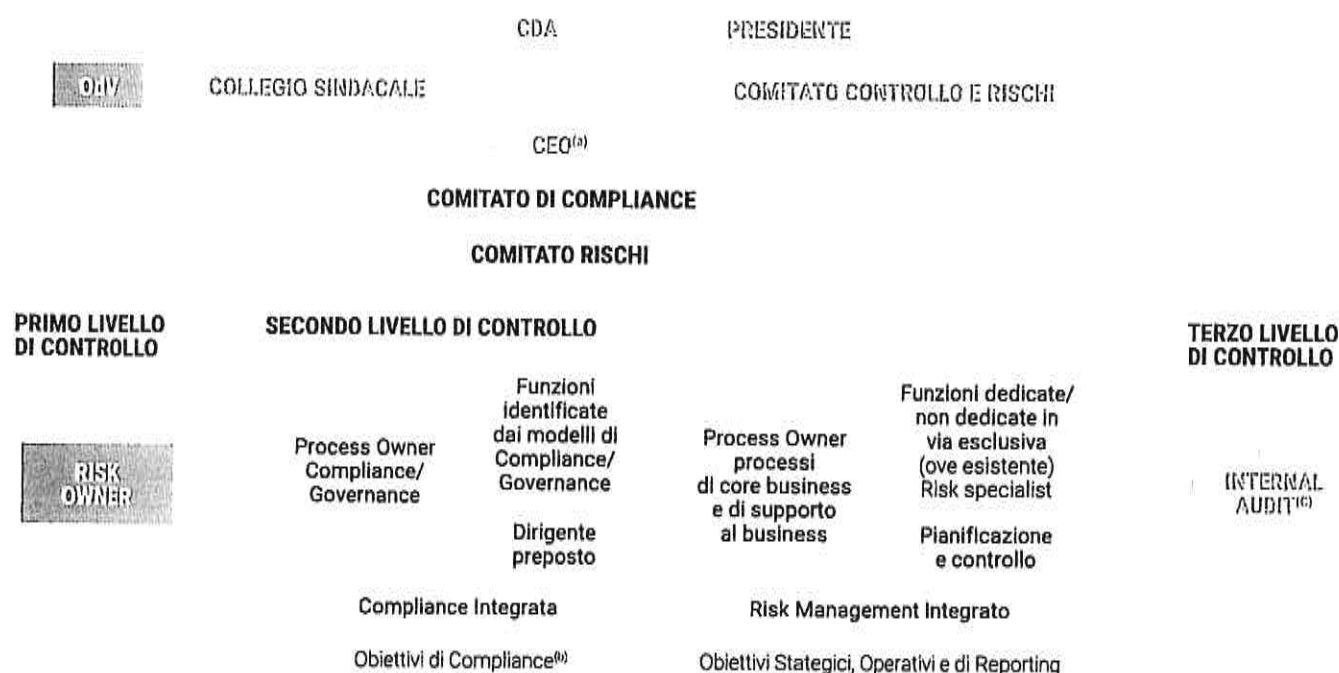 CDA
PRESIDENTE
OdV
COLLEGIO SINDACALE
COMITATO CONTROLLO E RISCHI
CEO(a)
COMITATO DI COMPLIANCE
COMITATO RISCHI
PRIMO LIVELLO
DI CONTROLLO
SECONDO LIVELLO DI CONTROLLO
TERZO LIVELLO
DI CONTROLLO
RISK
OWNER
Process Owner
Compliance/
Governance
Funzioni
identificate
dai modelli di
Compliance/
Governance
Dirigente
preposto
Process Owner
processi
di core business
e di supporto
al business
Funzioni dedicate/
non dedicate in
via esclusiva
(ove esistente)
Risk specialist
Pianificazione
e controllo
INTERNAL
AUDIT(c)
Compliance Integrata
Risk Management Integrato
Obiettivi di Compliance(b)
Obiettivi Stategici, Operativi e di Reporting